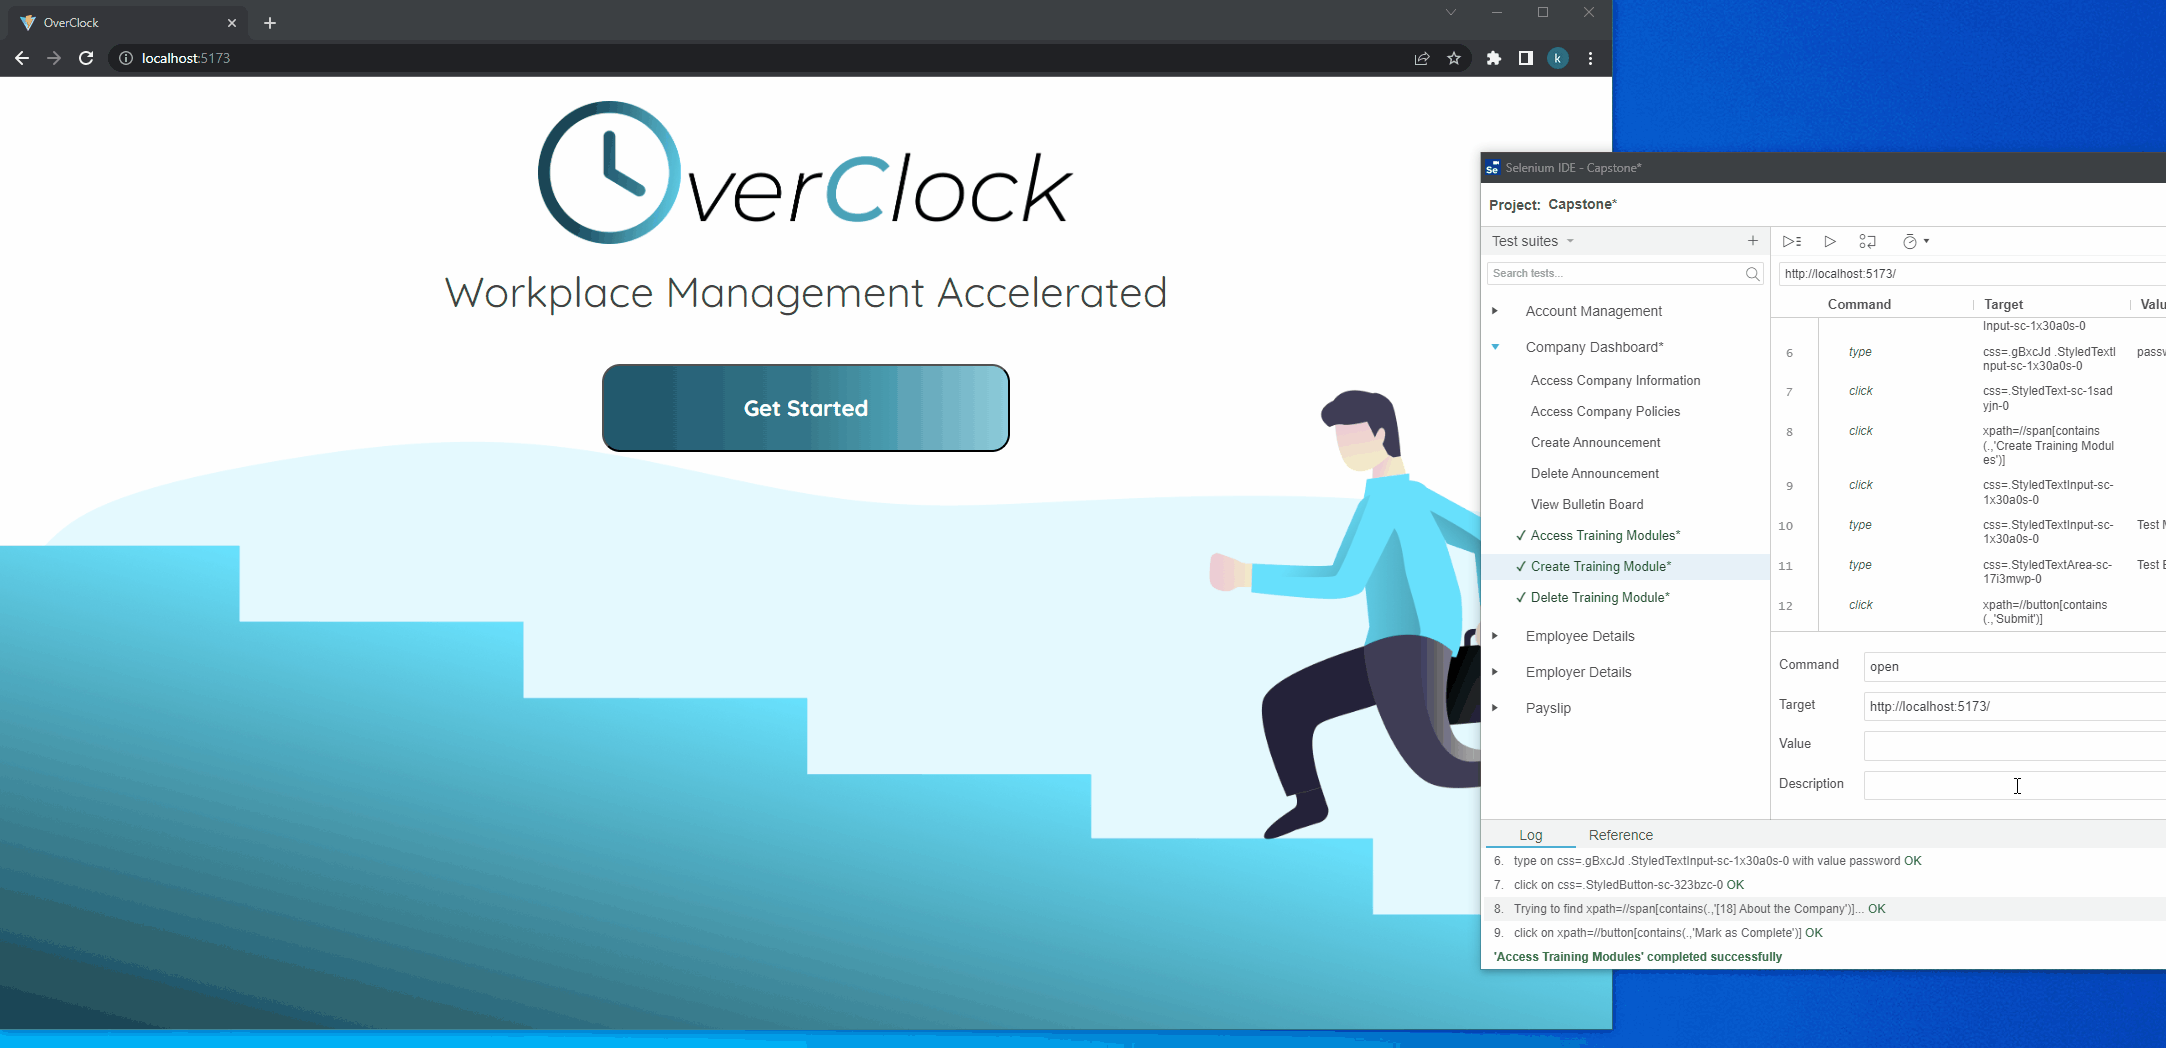 OverClock
localhost:5173
k
verClock
Workplace Management Accelerated
Get Started
Se Selenium IDE - Capstone*
Project: Capstone*
Test suites
Search tests...
Account Management
Company Dashboard*
Access Company Information
Access Company Policies
Create Announcement
Delete Announcement
View Bulletin Board
✓ Access Training Modules*
✓ Create Training Module*
✓ Delete Training Module*
Employee Details
Employer Details
Payslip
http://localhost:5173/
Command Target
Input-sc-1x30a0s-0
6 type css=.gBxcJd .StyledTextI
nput-sc-1x30a0s-0
7 click css=.StyledText-sc-1sad
yjn-0
8 click xpath=//span[contains
(.,'Create Training Modul
es')]
9 click css=.StyledTextInput-sc-
1x30a0s-0
10 type css=.StyledTextInput-sc- Test
1x30a0s-0
11 type css=.StyledTextArea-sc- Test
17i3mwp-0
12 click xpath=//button[contains
(.,'Submit')]
Command open
Target http://localhost:5173/
Value
Description
Log Reference
6. type on css=.gBxcJd .StyledTextInput-sc-1x30a0s-0 with value password OK
7. click on css=.StyledButton-sc-323bzc-0 OK
8. Trying to find xpath=//span[contains(.,'[18] About the Company')]... OK
9. click on xpath=//button[contains(.,'Mark as Complete')] OK
'Access Training Modules' completed successfully